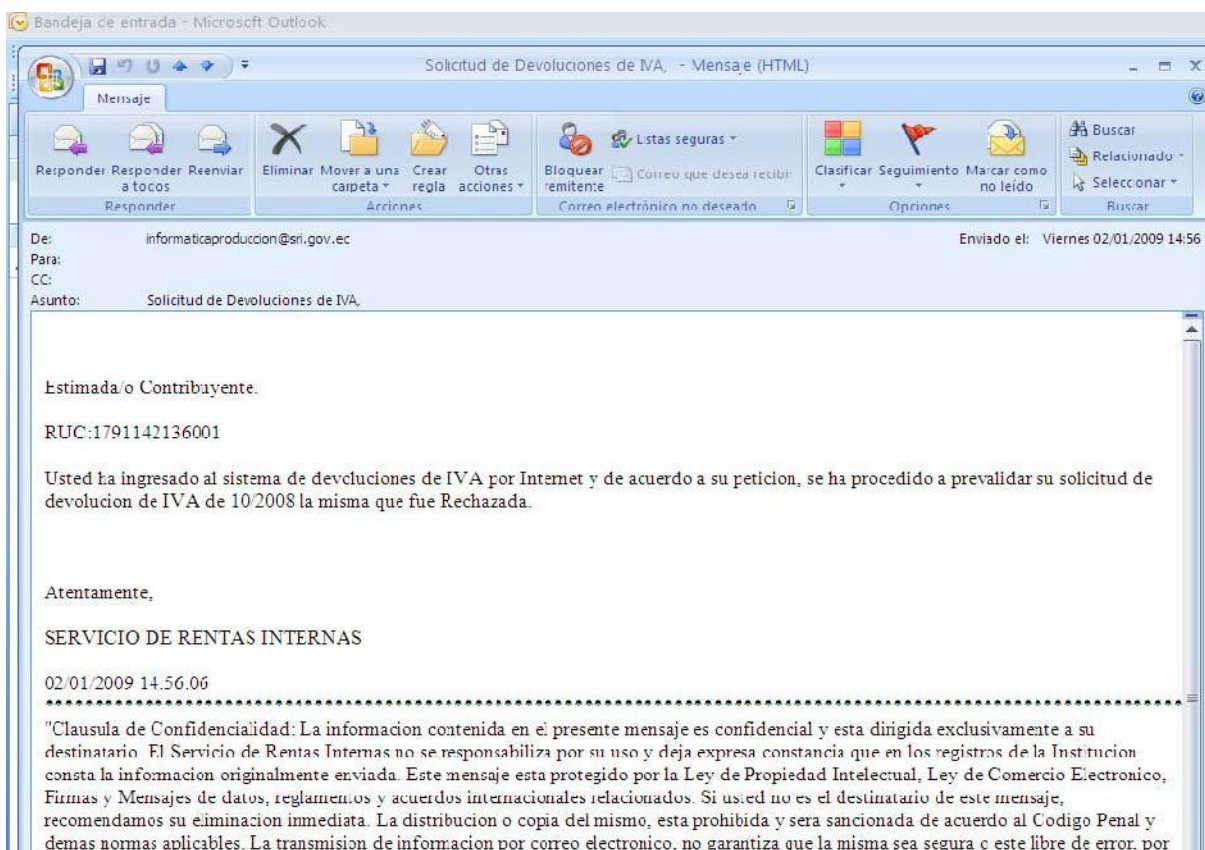 Bandeja de entrada - Microsoft Outlook
Solicitud de Devoluciones de IVA, - Mensaje (HTML)
Mensaje
Responder Responder a todos Reenviar
Eliminar Mover a una carpeta Crear regla Otras acciones
Bloquear remitente Listas seguras
Correo que desea recibir
Clasificar Seguimiento Marcar como no leído
Buscar
Relacionado
Seleccionar
Responder Acciones Correo electrónico no deseado Opciones Buscar
De: informaticaproduccion@sri.gov.ec Enviado el: Viernes 02/01/2009 14:56
Para:
CC:
Asunto: Solicitud de Devoluciones de IVA,
Estimada/o Contribuyente.
RUC:1791142136001
Usted ha ingresado al sistema de devoluciones de IVA por Internet y de acuerdo a su peticion, se ha procedido a prevalidar su solicitud de
devolucion de IVA de 10/2008 la misma que fue Rechazada.
Atentamente,
SERVICIO DE RENTAS INTERNAS
02/01/2009 14.56.06
"Clausula de Confidencialidad: La informacion contenida en el presente mensaje es confidencial y esta dirigida exclusivamente a su
destinatario. El Servicio de Rentas Internas no se responsabiliza por su uso y deja expresa constancia que en los registros de la Institucion
consta la informacion originalmente enviada. Este mensaje esta protegido por la Ley de Propiedad Intelectual, Ley de Comercio Electronico,
Firmas y Mensajes de datos, reglamentos y acuerdos internacionales relacionados. Si usted no es el destinatario de este mensaje,
recomendamos su eliminacion inmediata. La distribucion o copia del mismo, esta prohibida y sera sancionada de acuerdo al Codigo Penal y
demas normas aplicables. La transmision de informacion por correo electronico, no garantiza que la misma sea segura o este libre de error, por